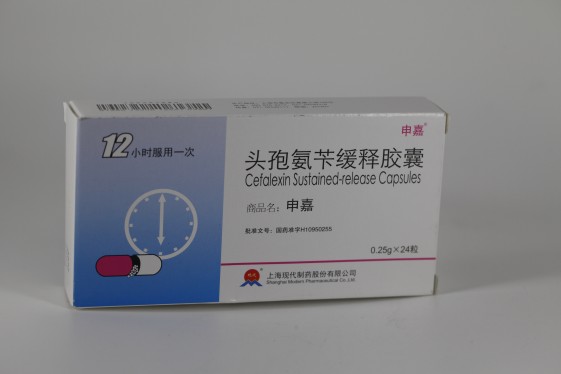 申嘉®
12小时服用一次
头孢氨苄缓释胶囊
Cefalexin Sustained-release Capsules
商品名：申嘉
批准文号：国药准字H10950255
0.25g×24粒
现代
上海现代制药股份有限公司
Shanghai Modern Pharmaceutical Co.,Ltd.